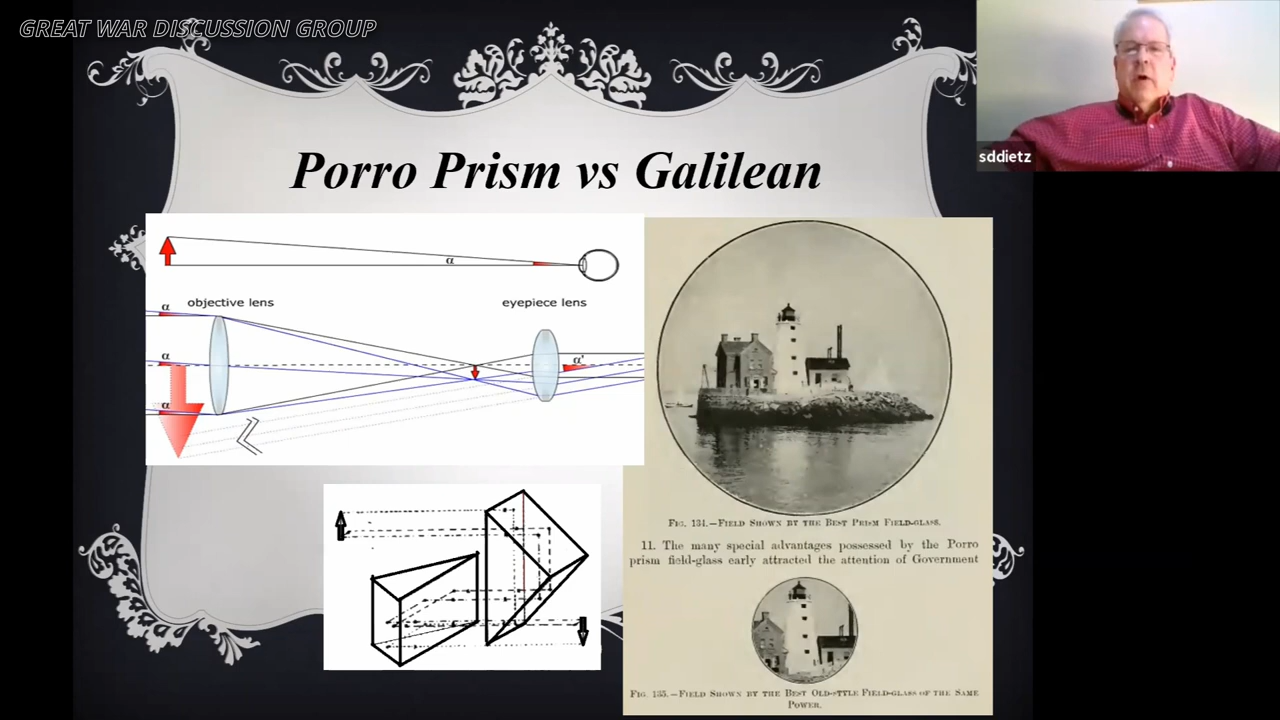 GREAT WAR DISCUSSION GROUP
sddietz
Porro Prism vs Galilean
α
objective lens
eyepiece lens
α
α
α'
α
FIG. 134.—FIELD SHOWN BY THE BEST PRISM FIELD-GLASS.
11. The many special advantages possessed by the Porro
prism field-glass early attracted the attention of Government
FIG. 135.—FIELD SHOWN BY THE BEST OLD-STYLE FIELD-GLASS OF THE SAME
POWER.